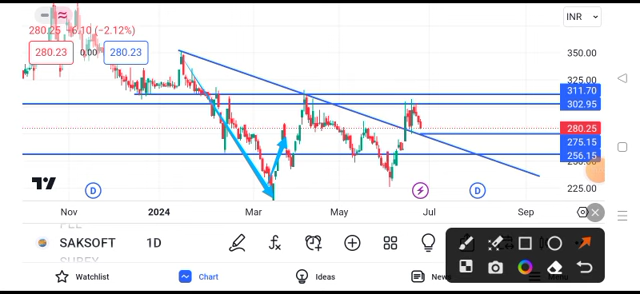 INR
280.25 −6.10 (−2.12%)
280.23 0.00 280.23
350.00
325.00
311.70
302.95
280.25
275.15
256.15
225.00
D D
Nov 2024 Mar May Jul Sep
SAKSOFT 1D
Watchlist Chart Ideas News